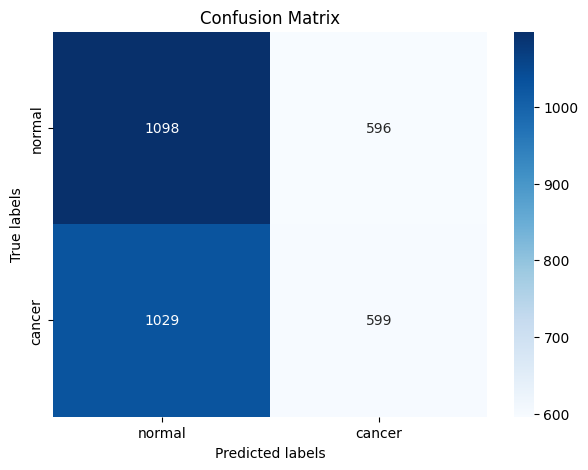 Confusion Matrix
True labels
normal
1098
596
cancer
1029
599
normal
cancer
Predicted labels
1000
900
800
700
600